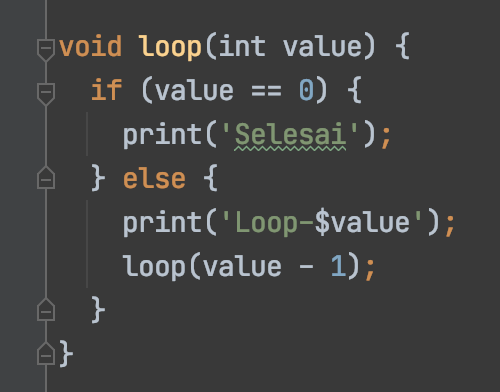 void loop(int value) {
  if (value == 0) {
    print('Selesai');
  } else {
    print('Loop-$value');
    loop(value - 1);
  }
}